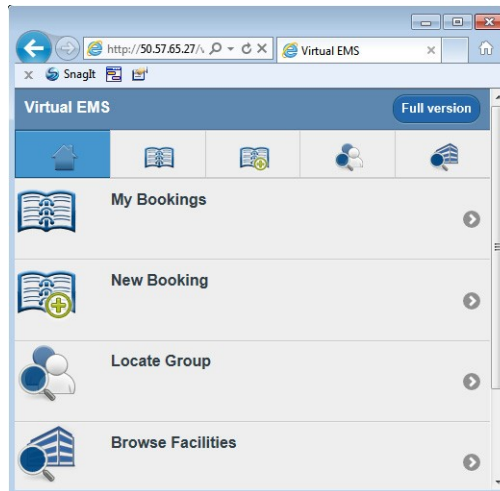 http://50.57.65.27/
Virtual EMS
SnagIt
Virtual EMS
Full version
My Bookings
New Booking
Locate Group
Browse Facilities